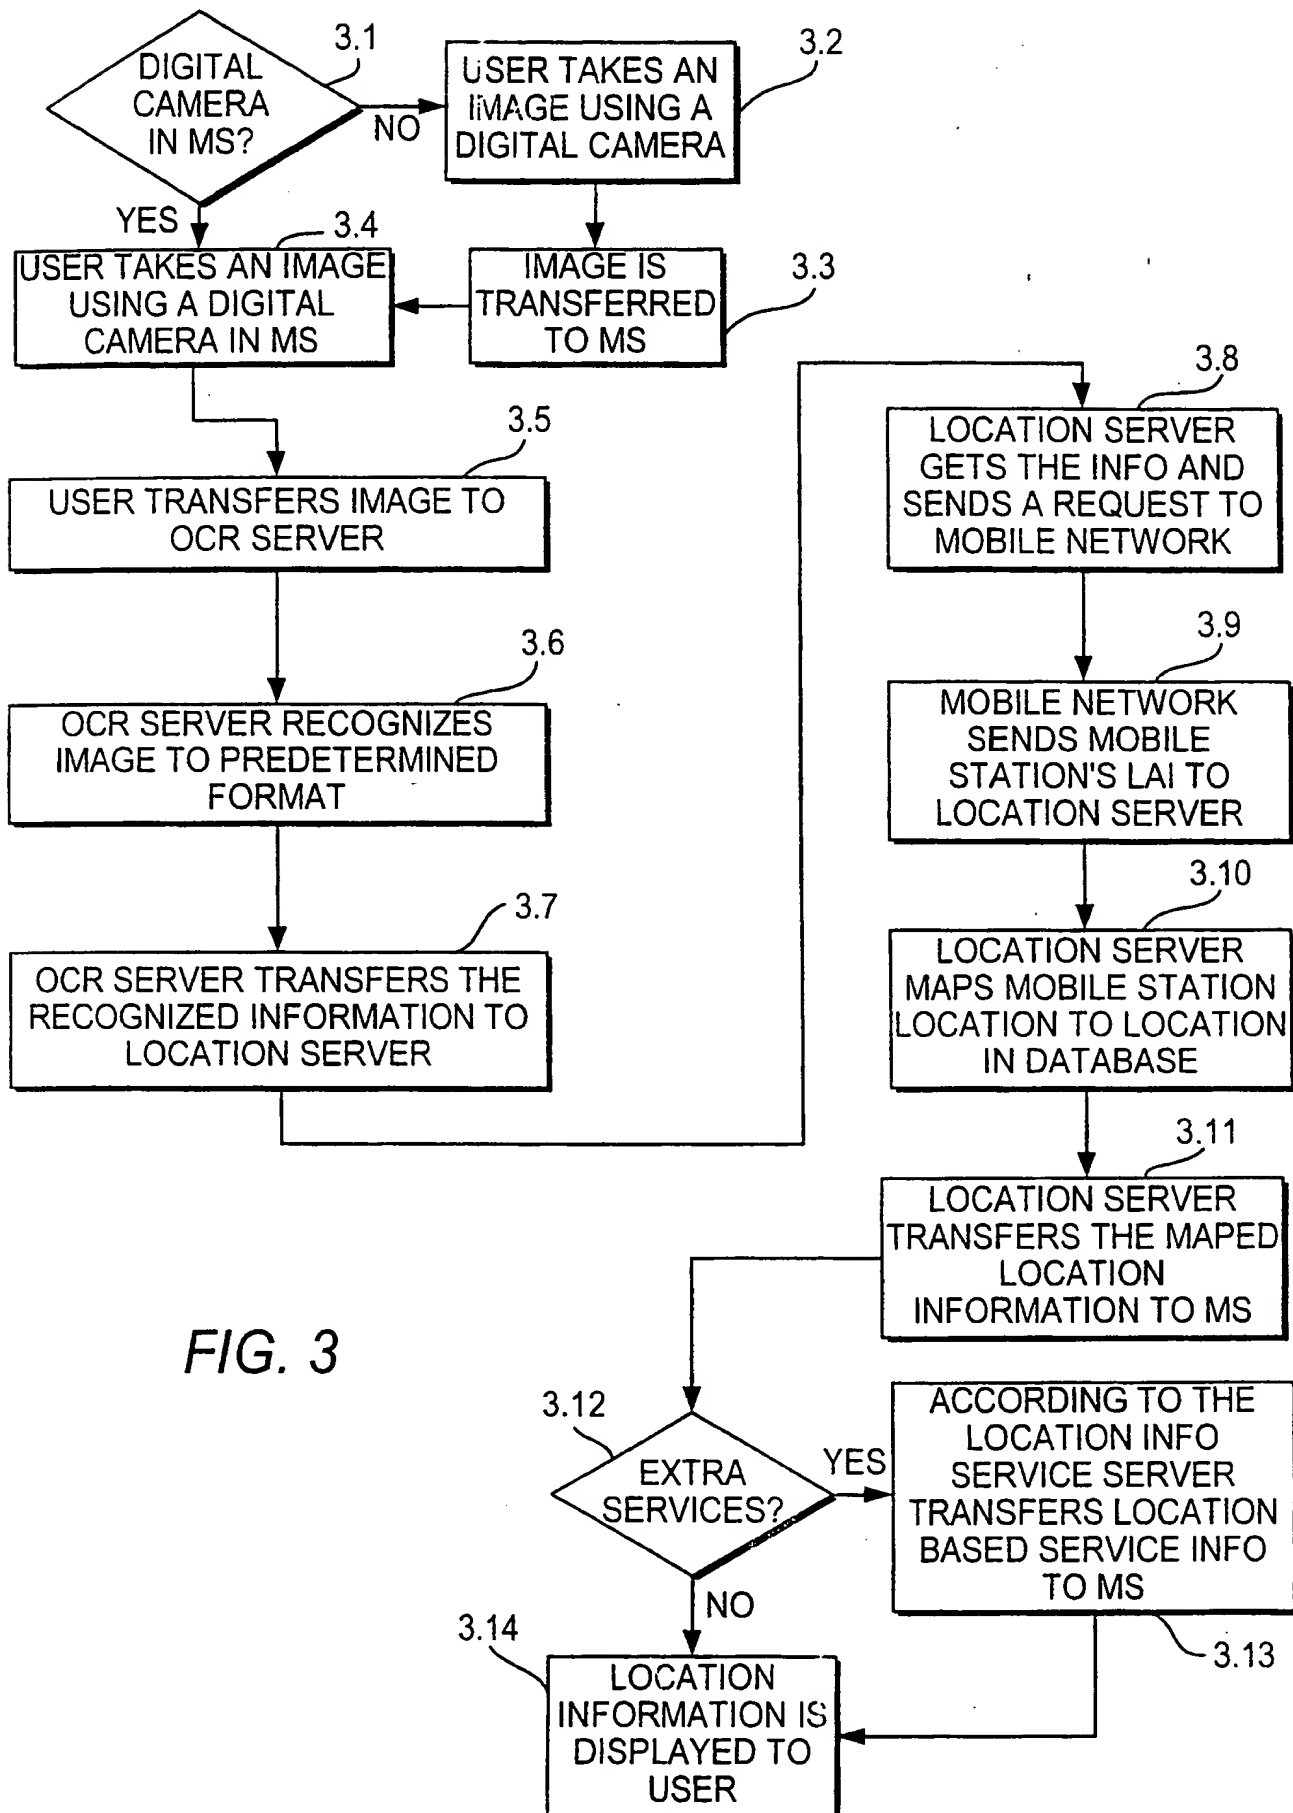 3.1
DIGITAL
CAMERA
IN MS?
NO
YES
3.2
USER TAKES AN
IMAGE USING A
DIGITAL CAMERA
3.3
IMAGE IS
TRANSFERRED
TO MS
3.4
USER TAKES AN IMAGE
USING A DIGITAL
CAMERA IN MS
3.5
USER TRANSFERS IMAGE TO
OCR SERVER
3.6
OCR SERVER RECOGNIZES
IMAGE TO PREDETERMINED
FORMAT
3.7
OCR SERVER TRANSFERS THE
RECOGNIZED INFORMATION TO
LOCATION SERVER
3.8
LOCATION SERVER
GETS THE INFO AND
SENDS A REQUEST TO
MOBILE NETWORK
3.9
MOBILE NETWORK
SENDS MOBILE
STATION'S LAI TO
LOCATION SERVER
3.10
LOCATION SERVER
MAPS MOBILE STATION
LOCATION TO LOCATION
IN DATABASE
3.11
LOCATION SERVER
TRANSFERS THE MAPED
LOCATION
INFORMATION TO MS
3.12
EXTRA
SERVICES?
YES
NO
ACCORDING TO THE
LOCATION INFO
SERVICE SERVER
TRANSFERS LOCATION
BASED SERVICE INFO
TO MS
3.13
3.14
LOCATION
INFORMATION IS
DISPLAYED TO
USER
FIG. 3